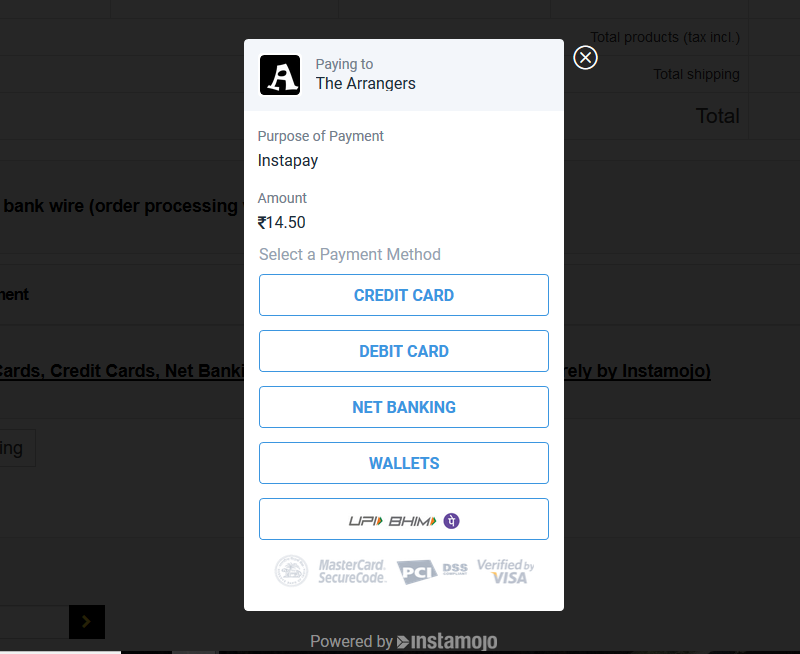 Total products (tax incl.)
Paying to
The Arrangers
Total shipping
Total
Purpose of Payment
Instapay
bank wire (order processing
Amount
₹14.50
Select a Payment Method
CREDIT CARD
ment
DEBIT CARD
Cards, Credit Cards, Net Banki
rely by Instamojo)
NET BANKING
ing
WALLETS
UPI BHIM पे
MasterCard.
SecureCode.
PCI DSS
COMPLIANT
Verified by
VISA
Powered by instamojo